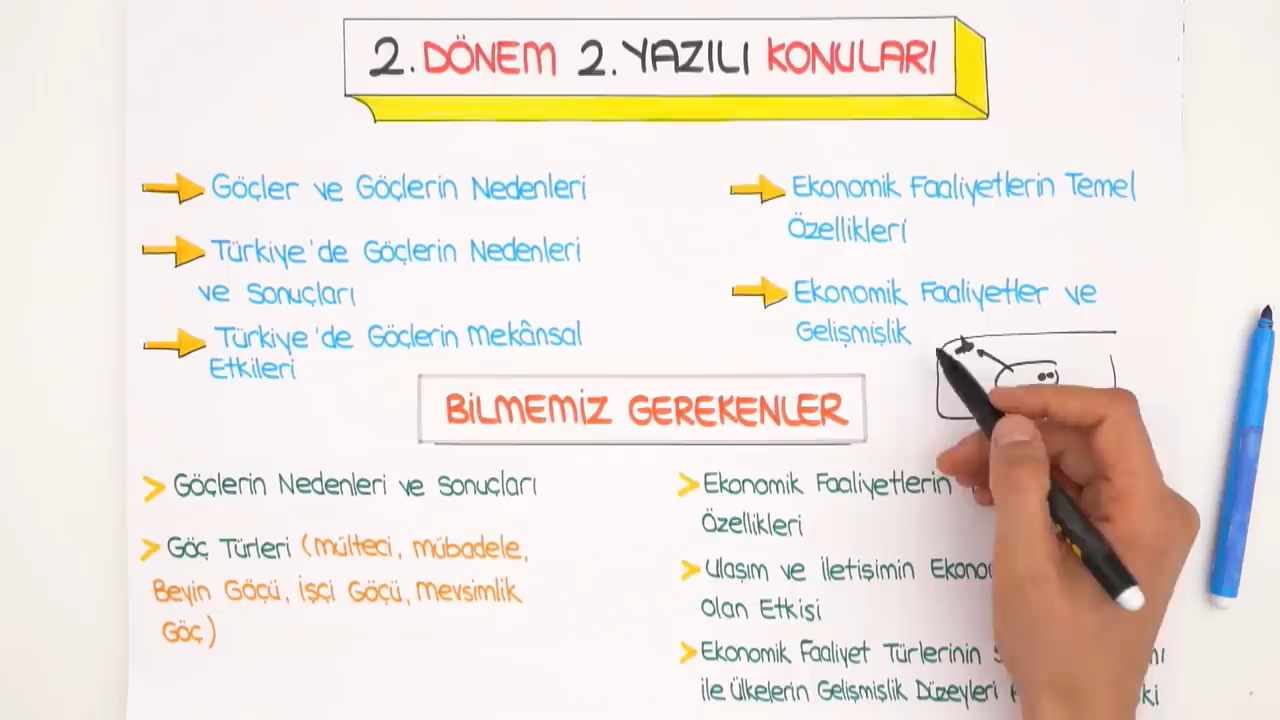 2. DÖNEM 2. YAZILI KONULARI
Göçler ve Göçlerin Nedenleri
Türkiye'de Göçlerin Nedenleri
ve Sonuçları
Türkiye'de Göçlerin Mekânsal
Etkileri
Ekonomik Faaliyetlerin Temel
Özellikleri
Ekonomik Faaliyetler ve
Gelişmişlik
BİLMEMİZ GEREKENLER
Göçlerin Nedenleri ve Sonuçları
Göç Türleri (Mülteci, Mübadele,
Beyin Göçü, İşçi Göçü, Mevsimlik
Göç)
Ekonomik Faaliyetlerin
Özellikleri
Ulaşım ve İletişimin
Olan Etkisi
Ekonomik Faaliyet Türlerinin
ile Ülkelerin Gelişmişlik Düzeyleri